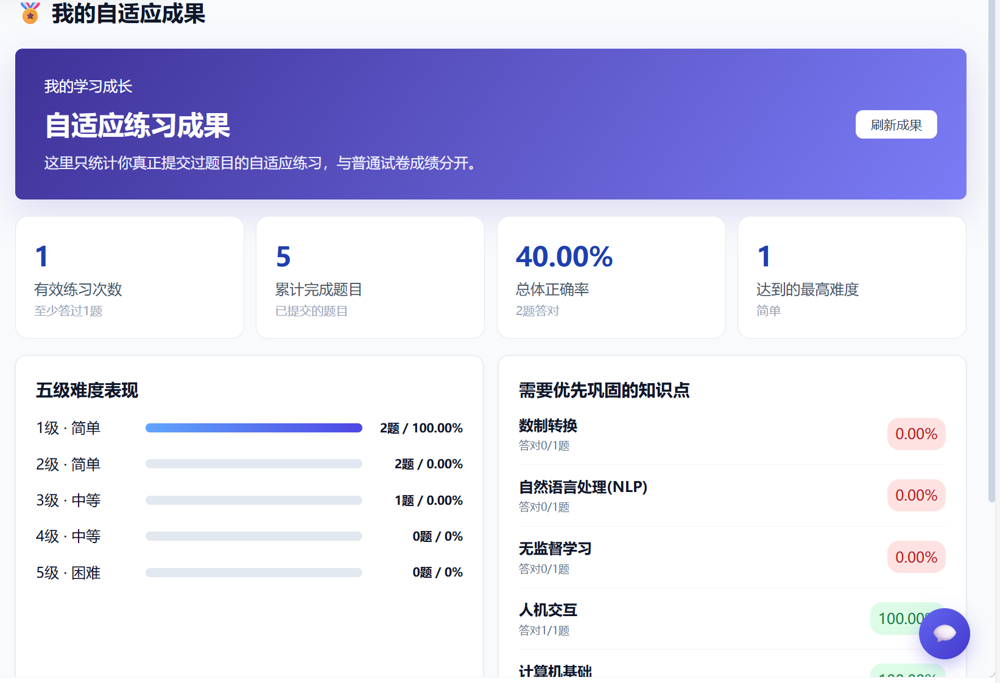 我的自适应成果
我的学习成长
自适应练习成果
这里只统计你真正提交过题目的自适应练习，与普通试卷成绩分开。
刷新成果
1
有效练习次数
至少答过1题
5
累计完成题目
已提交的题目
40.00%
总体正确率
2题答对
1
达到的最高难度
简单
五级难度表现
1级 · 简单 2题 / 100.00%
2级 · 简单 2题 / 0.00%
3级 · 中等 1题 / 0.00%
4级 · 中等 0题 / 0%
5级 · 困难 0题 / 0%
需要优先巩固的知识点
数制转换
答对0/1题
0.00%
自然语言处理(NLP)
答对0/1题
0.00%
无监督学习
答对0/1题
0.00%
人机交互
答对1/1题
100.00
计算机基础
100.00%